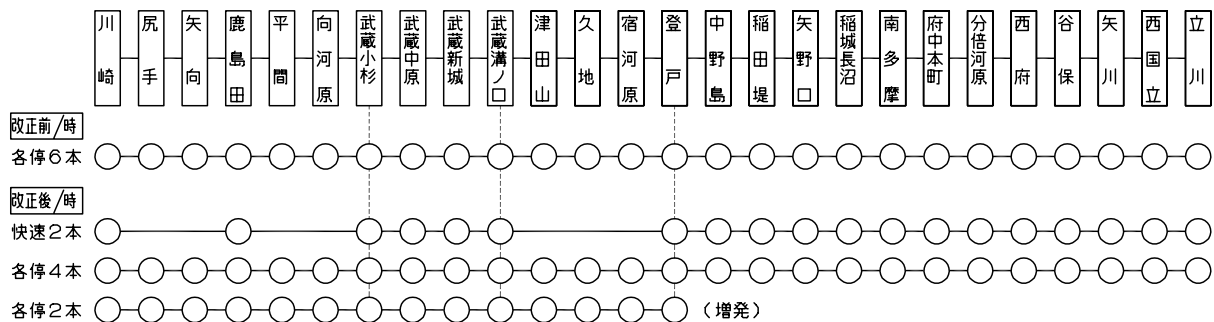 川崎
尻手
矢向
鹿島田
平間
向河原
武蔵小杉
武蔵中原
武蔵新城
武蔵溝ノ口
津田山
久地
宿河原
登戸
中野島
稲田堤
矢野口
稲城長沼
南多摩
府中本町
分倍河原
西府
谷保
矢川
西国立
立川
改正前/時
各停6本
改正後/時
快速2本
各停4本
各停2本 (増発)